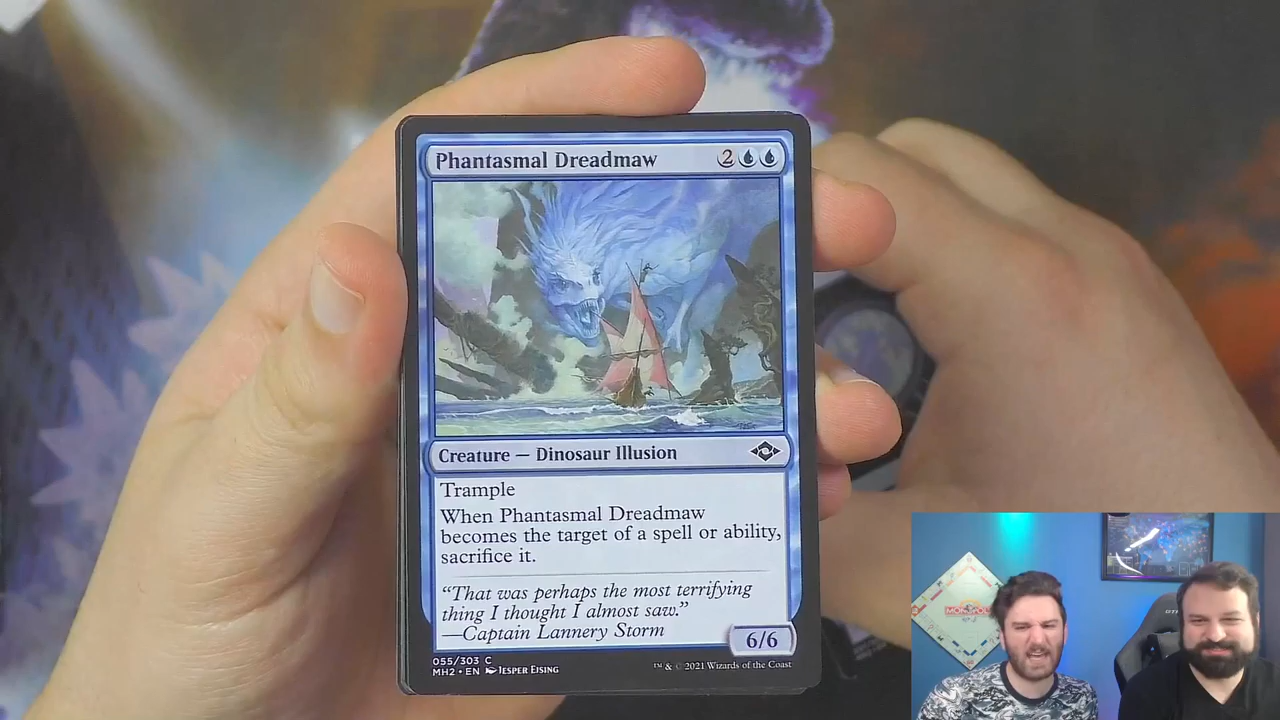 Phantasmal Dreadmaw 2
Creature — Dinosaur Illusion
Trample
When Phantasmal Dreadmaw
becomes the target of a spell or ability,
sacrifice it.
“That was perhaps the most terrifying
thing I thought I almost saw.”
—Captain Lannery Storm
6/6
055/303 C
MH2 • EN JESPER EISING
™ & © 2021 Wizards of the Coast
MONOPOLY